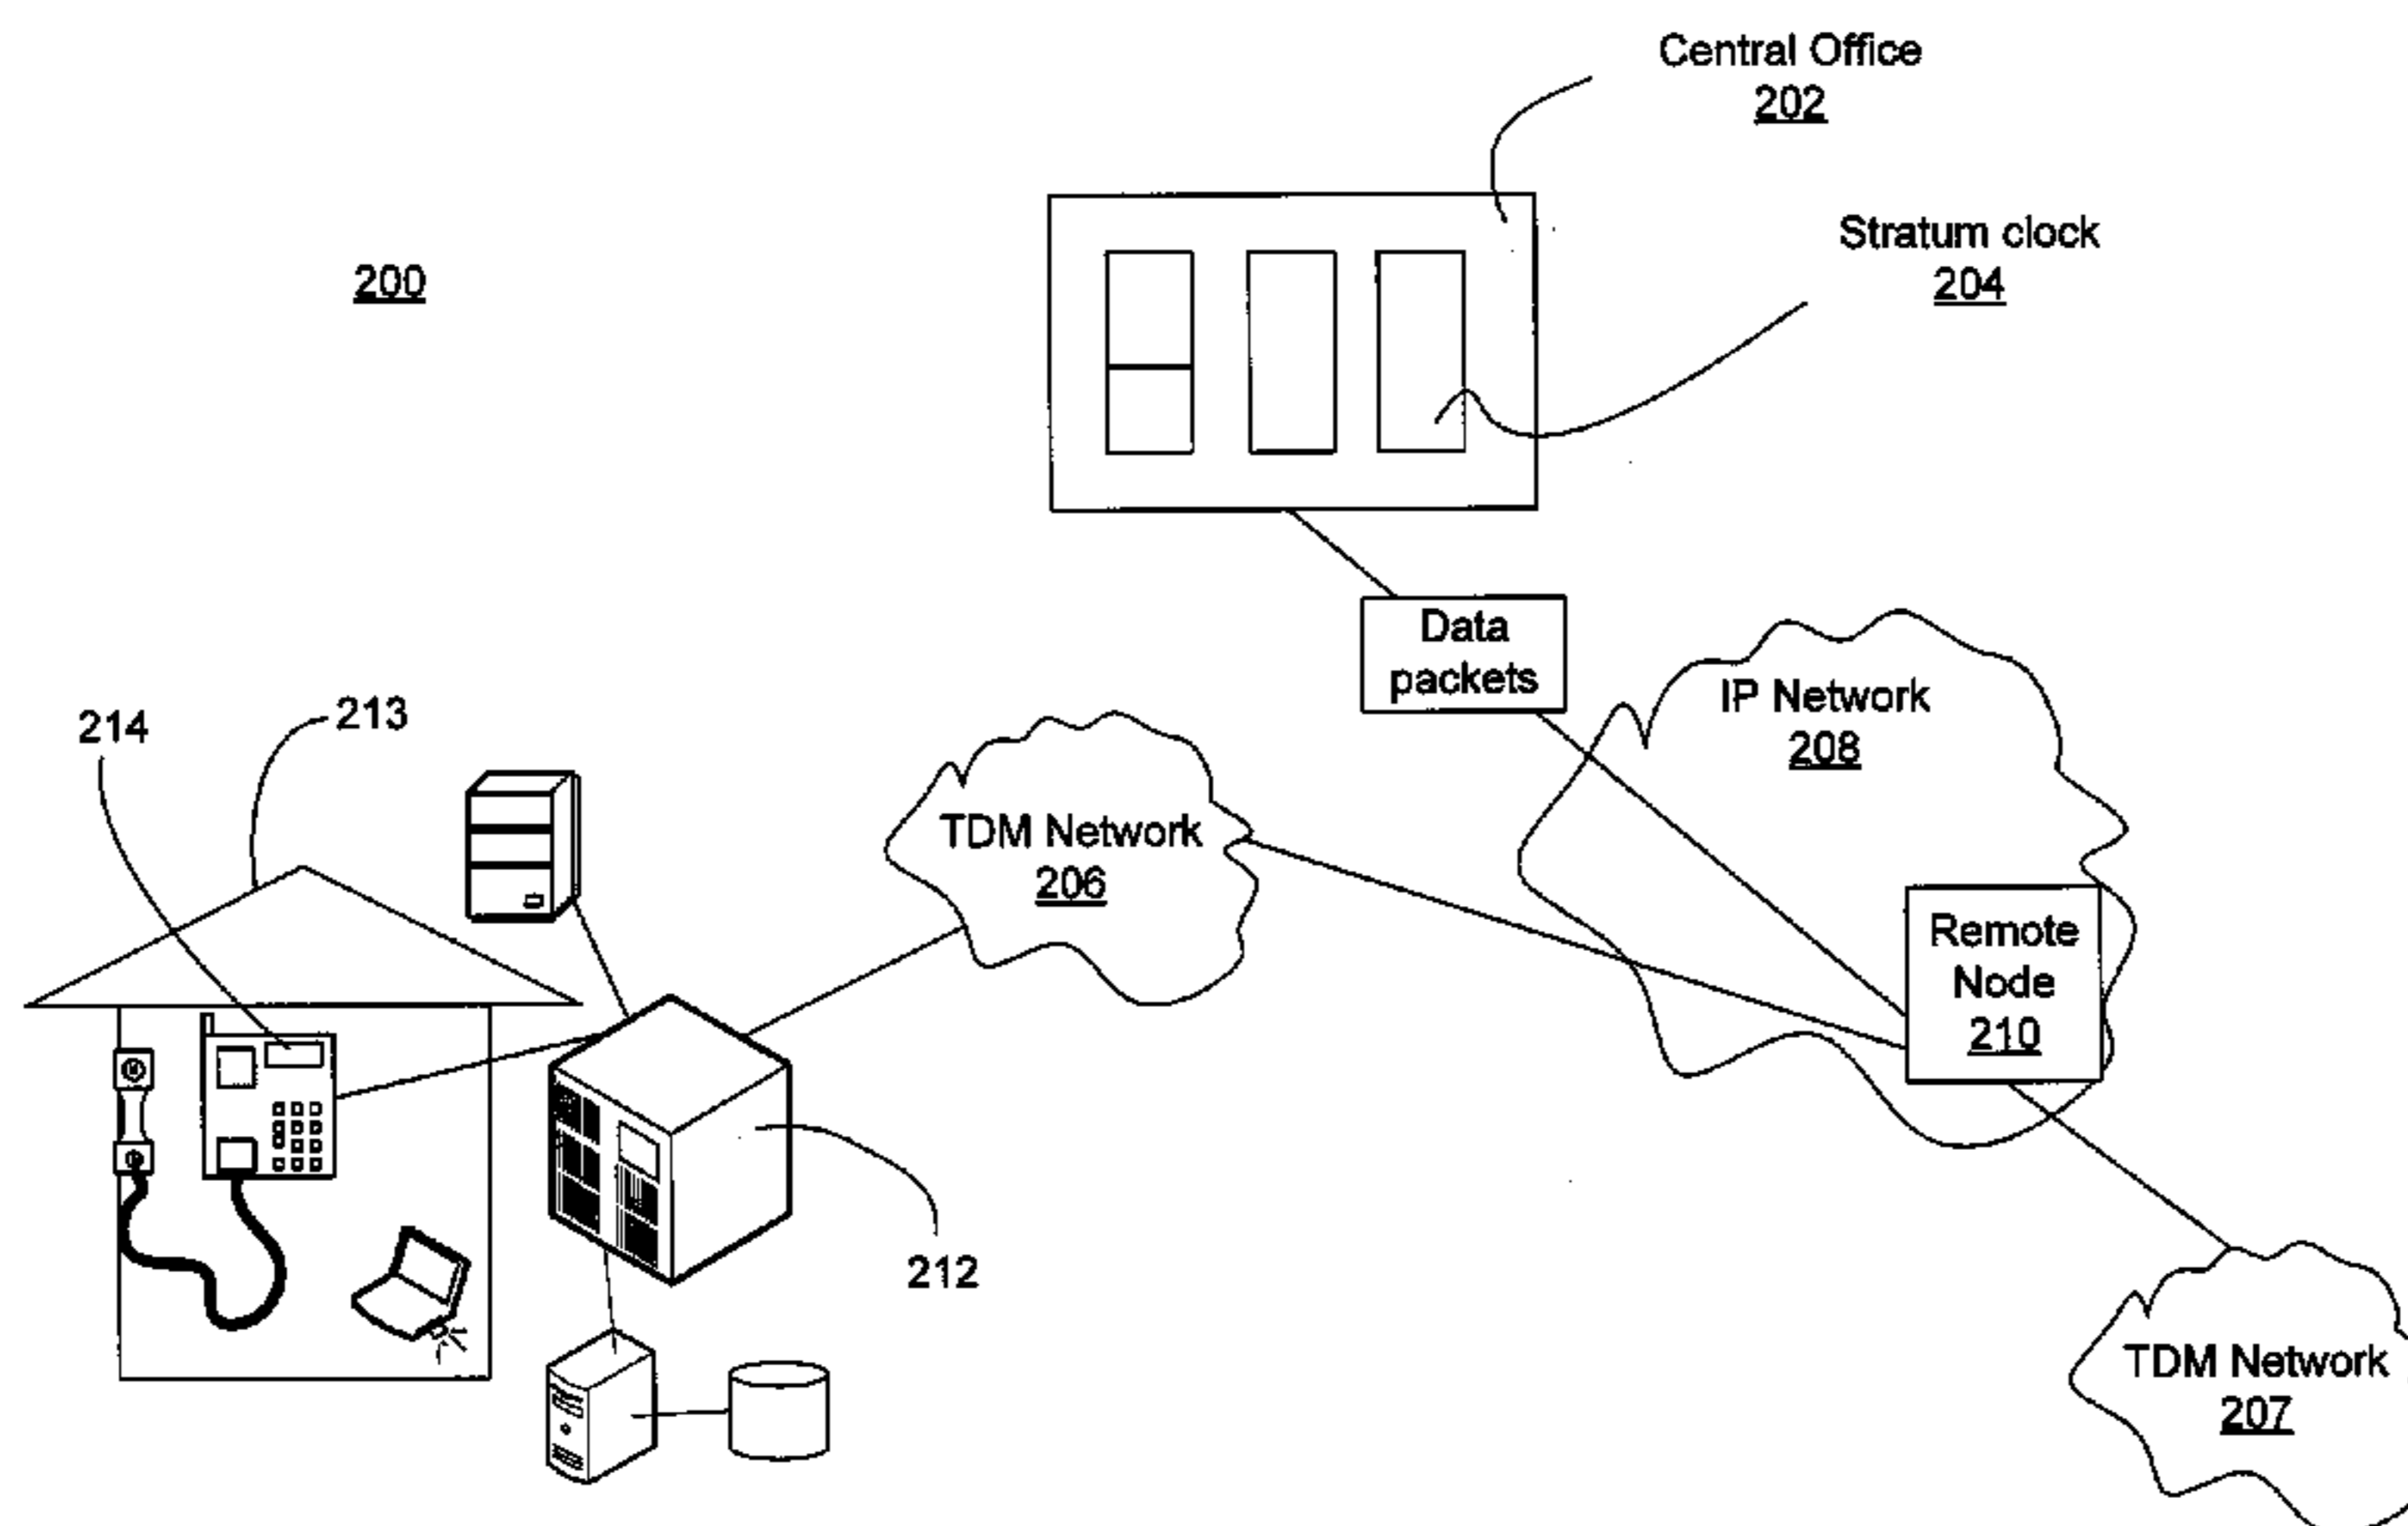 Central Office
202
Stratum clock
204
200
Data
packets
IP Network
208
214
213
TDM Network
206
Remote
Node
210
212
TDM Network
207